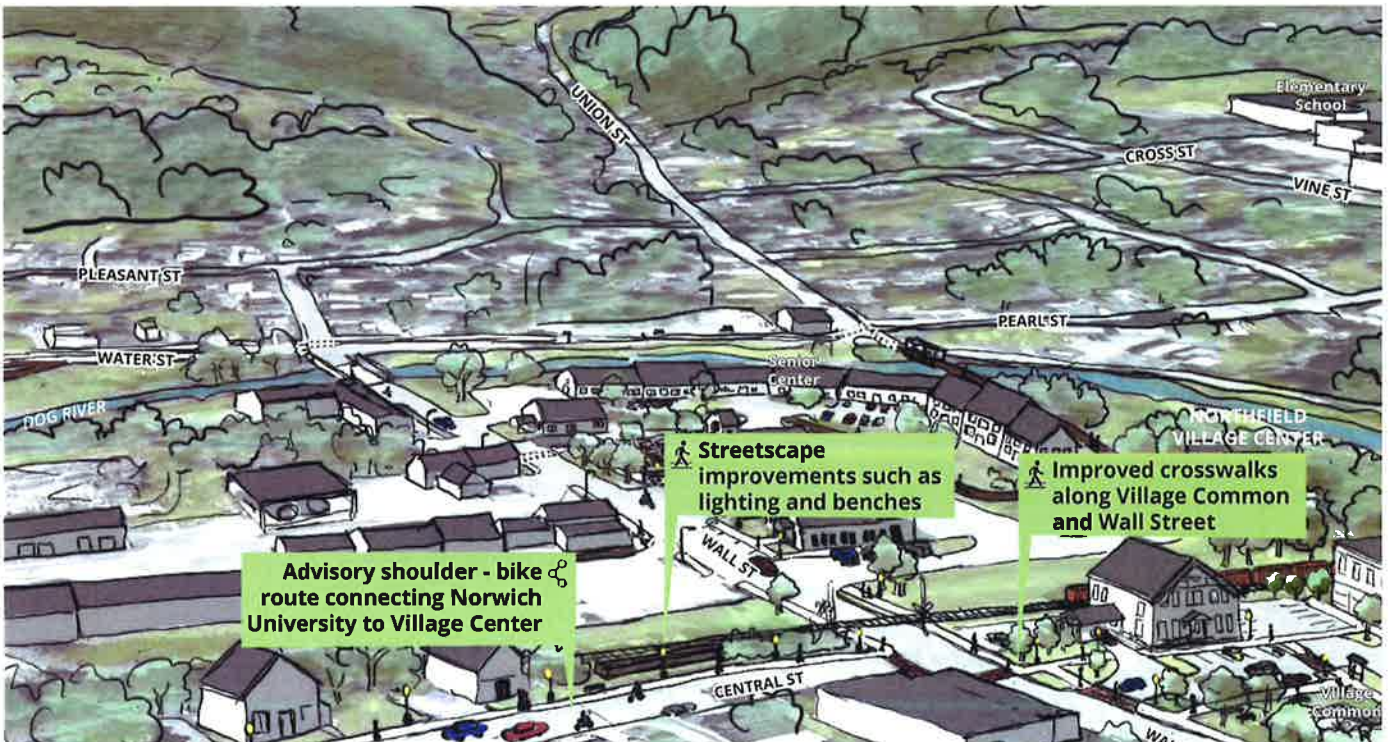 UNION ST
Elementary
School
CROSS ST
VINE ST
PLEASANT ST
PEARL ST
WATER ST
Senior
Center
DOG RIVER
NORTHFIELD
VILLAGE CENTER
Streetscape
improvements such as
lighting and benches
Improved crosswalks
along Village Common
and Wall Street
WALL ST
Advisory shoulder - bike
route connecting Norwich
University to Village Center
CENTRAL ST
Village
Common